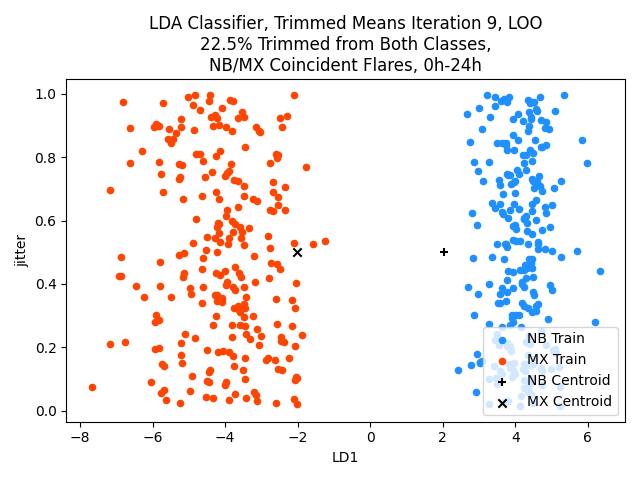 LDA Classifier, Trimmed Means Iteration 9, LOO
22.5% Trimmed from Both Classes,
NB/MX Coincident Flares, 0h-24h
jitter
1.0
0.8
0.6
0.4
0.2
0.0
−8
−6
−4
−2
0
2
4
6
LD1
NB Train
MX Train
NB Centroid
MX Centroid